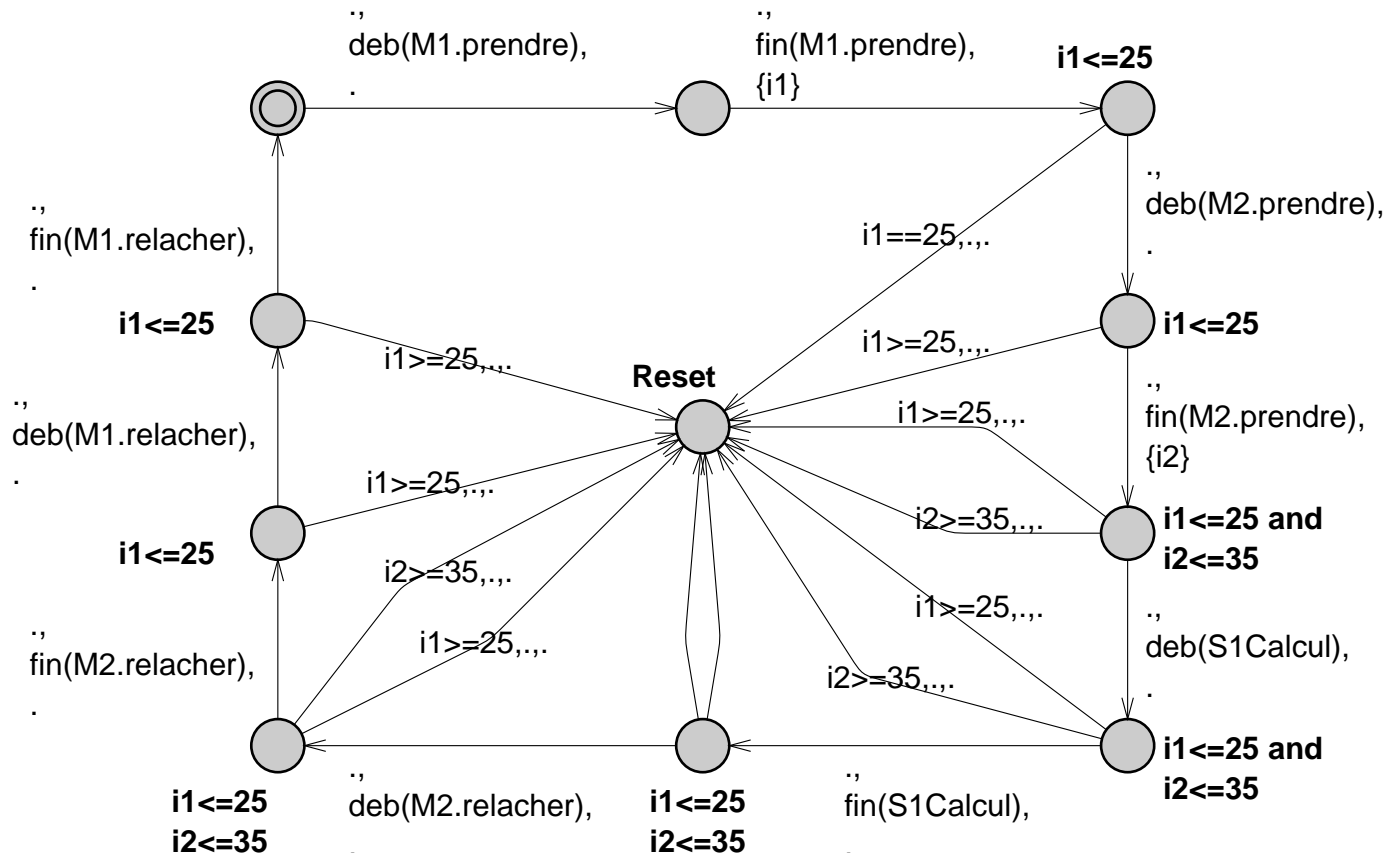 .,
deb(M1.prendre),
.
.,
fin(M1.prendre),
{i1}
i1<=25
.,
deb(M2.prendre),
.
i1==25,.,.
.,
fin(M1.relacher),
.
i1<=25
i1>=25,.,.
i1>=25,.,.
i1<=25
Reset
.,
deb(M1.relacher),
.
i1>=25,.,.
.,
fin(M2.prendre),
{i2}
i1>=25,.,.
i1<=25
i2>=35,.,.
i1<=25 and
i2<=35
i2>=35,.,.
i1>=25,.,.
.,
fin(M2.relacher),
.
i1>=25,.,.
i2>=35,.,.
.,
deb(S1Calcul),
.
i1<=25 and
i2<=35
i1<=25
i2<=35
.,
deb(M2.relacher),
.
i1<=25
i2<=35
.,
fin(S1Calcul),
.